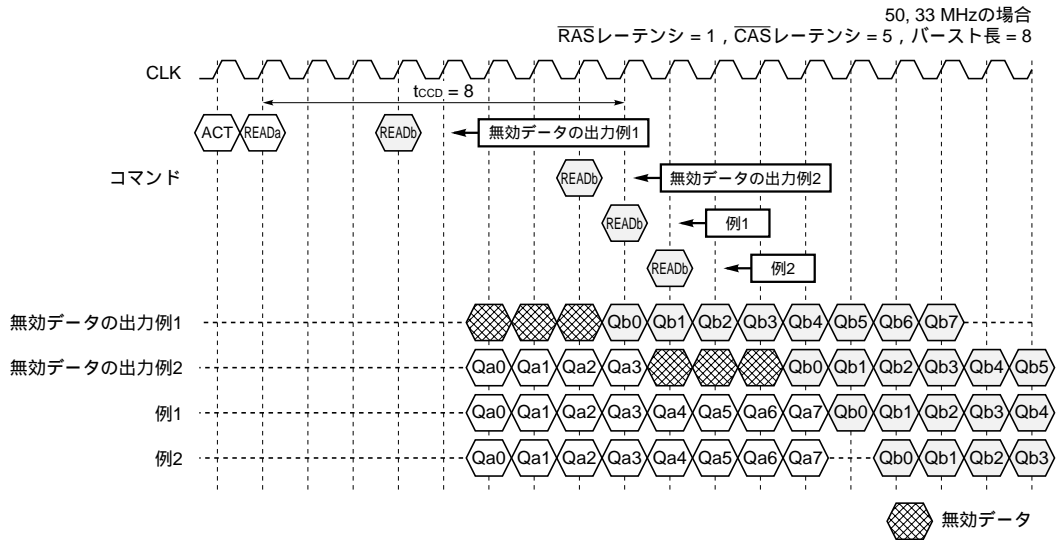 50, 33 MHzの場合
RASレーテンシ = 1 , CASレーテンシ = 5 , バースト長 = 8
CLK
tCCD = 8
ACT READa READb 無効データの出力例1
コマンド READb 無効データの出力例2
READb 例1
READb 例2
無効データの出力例1 Qb0 Qb1 Qb2 Qb3 Qb4 Qb5 Qb6 Qb7
無効データの出力例2 Qa0 Qa1 Qa2 Qa3 Qb0 Qb1 Qb2 Qb3 Qb4 Qb5
例1 Qa0 Qa1 Qa2 Qa3 Qa4 Qa5 Qa6 Qa7 Qb0 Qb1 Qb2 Qb3 Qb4
例2 Qa0 Qa1 Qa2 Qa3 Qa4 Qa5 Qa6 Qa7 Qb0 Qb1 Qb2 Qb3
無効データ